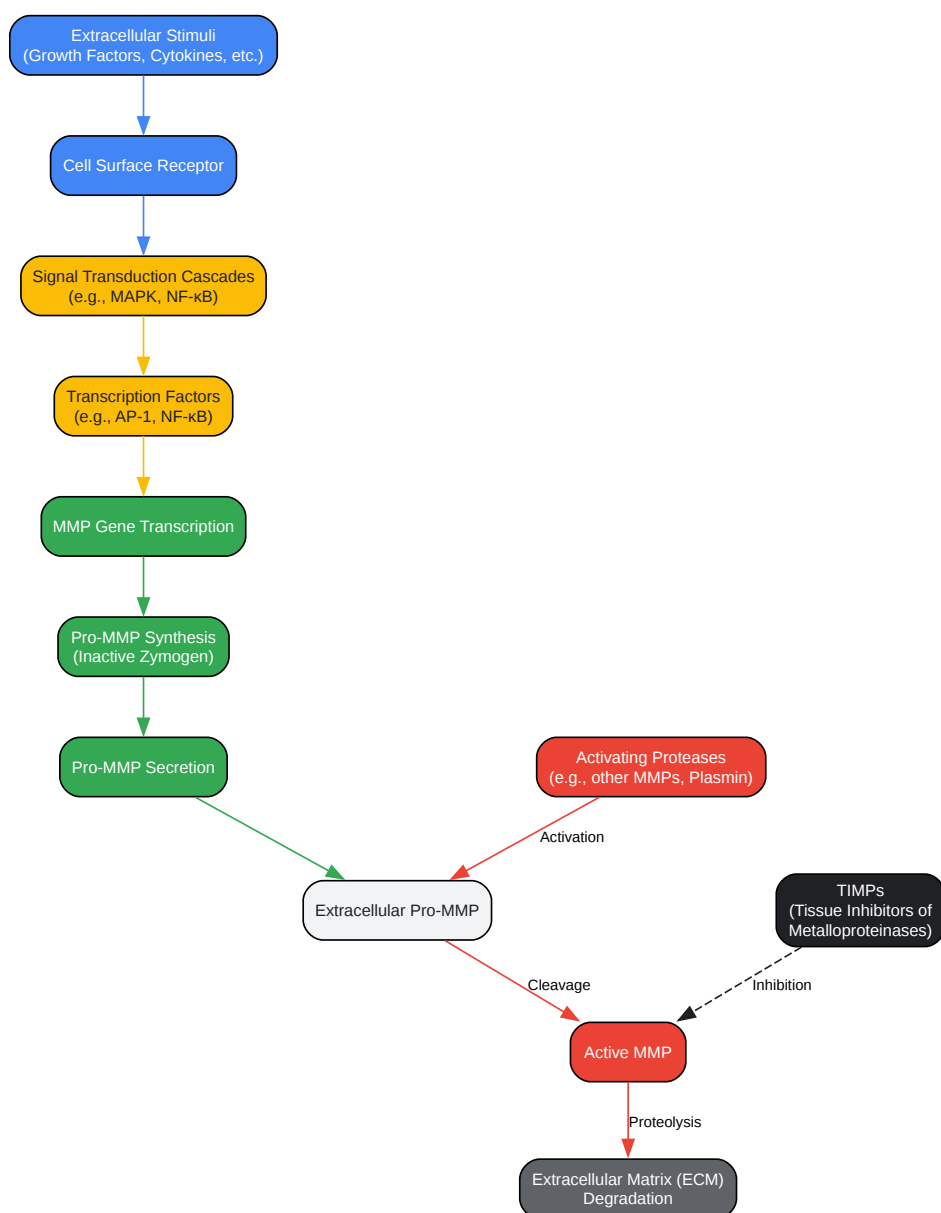 Extracellular Stimuli
(Growth Factors, Cytokines, etc.)
Cell Surface Receptor
Signal Transduction Cascades
(e.g., MAPK, NF-κB)
Transcription Factors
(e.g., AP-1, NF-κB)
MMP Gene Transcription
Pro-MMP Synthesis
(Inactive Zymogen)
Pro-MMP Secretion
Activating Proteases
(e.g., other MMPs, Plasmin)
Activation
Extracellular Pro-MMP
TIMPs
(Tissue Inhibitors of
Metalloproteinases)
Cleavage
Inhibition
Active MMP
Proteolysis
Extracellular Matrix (ECM)
Degradation